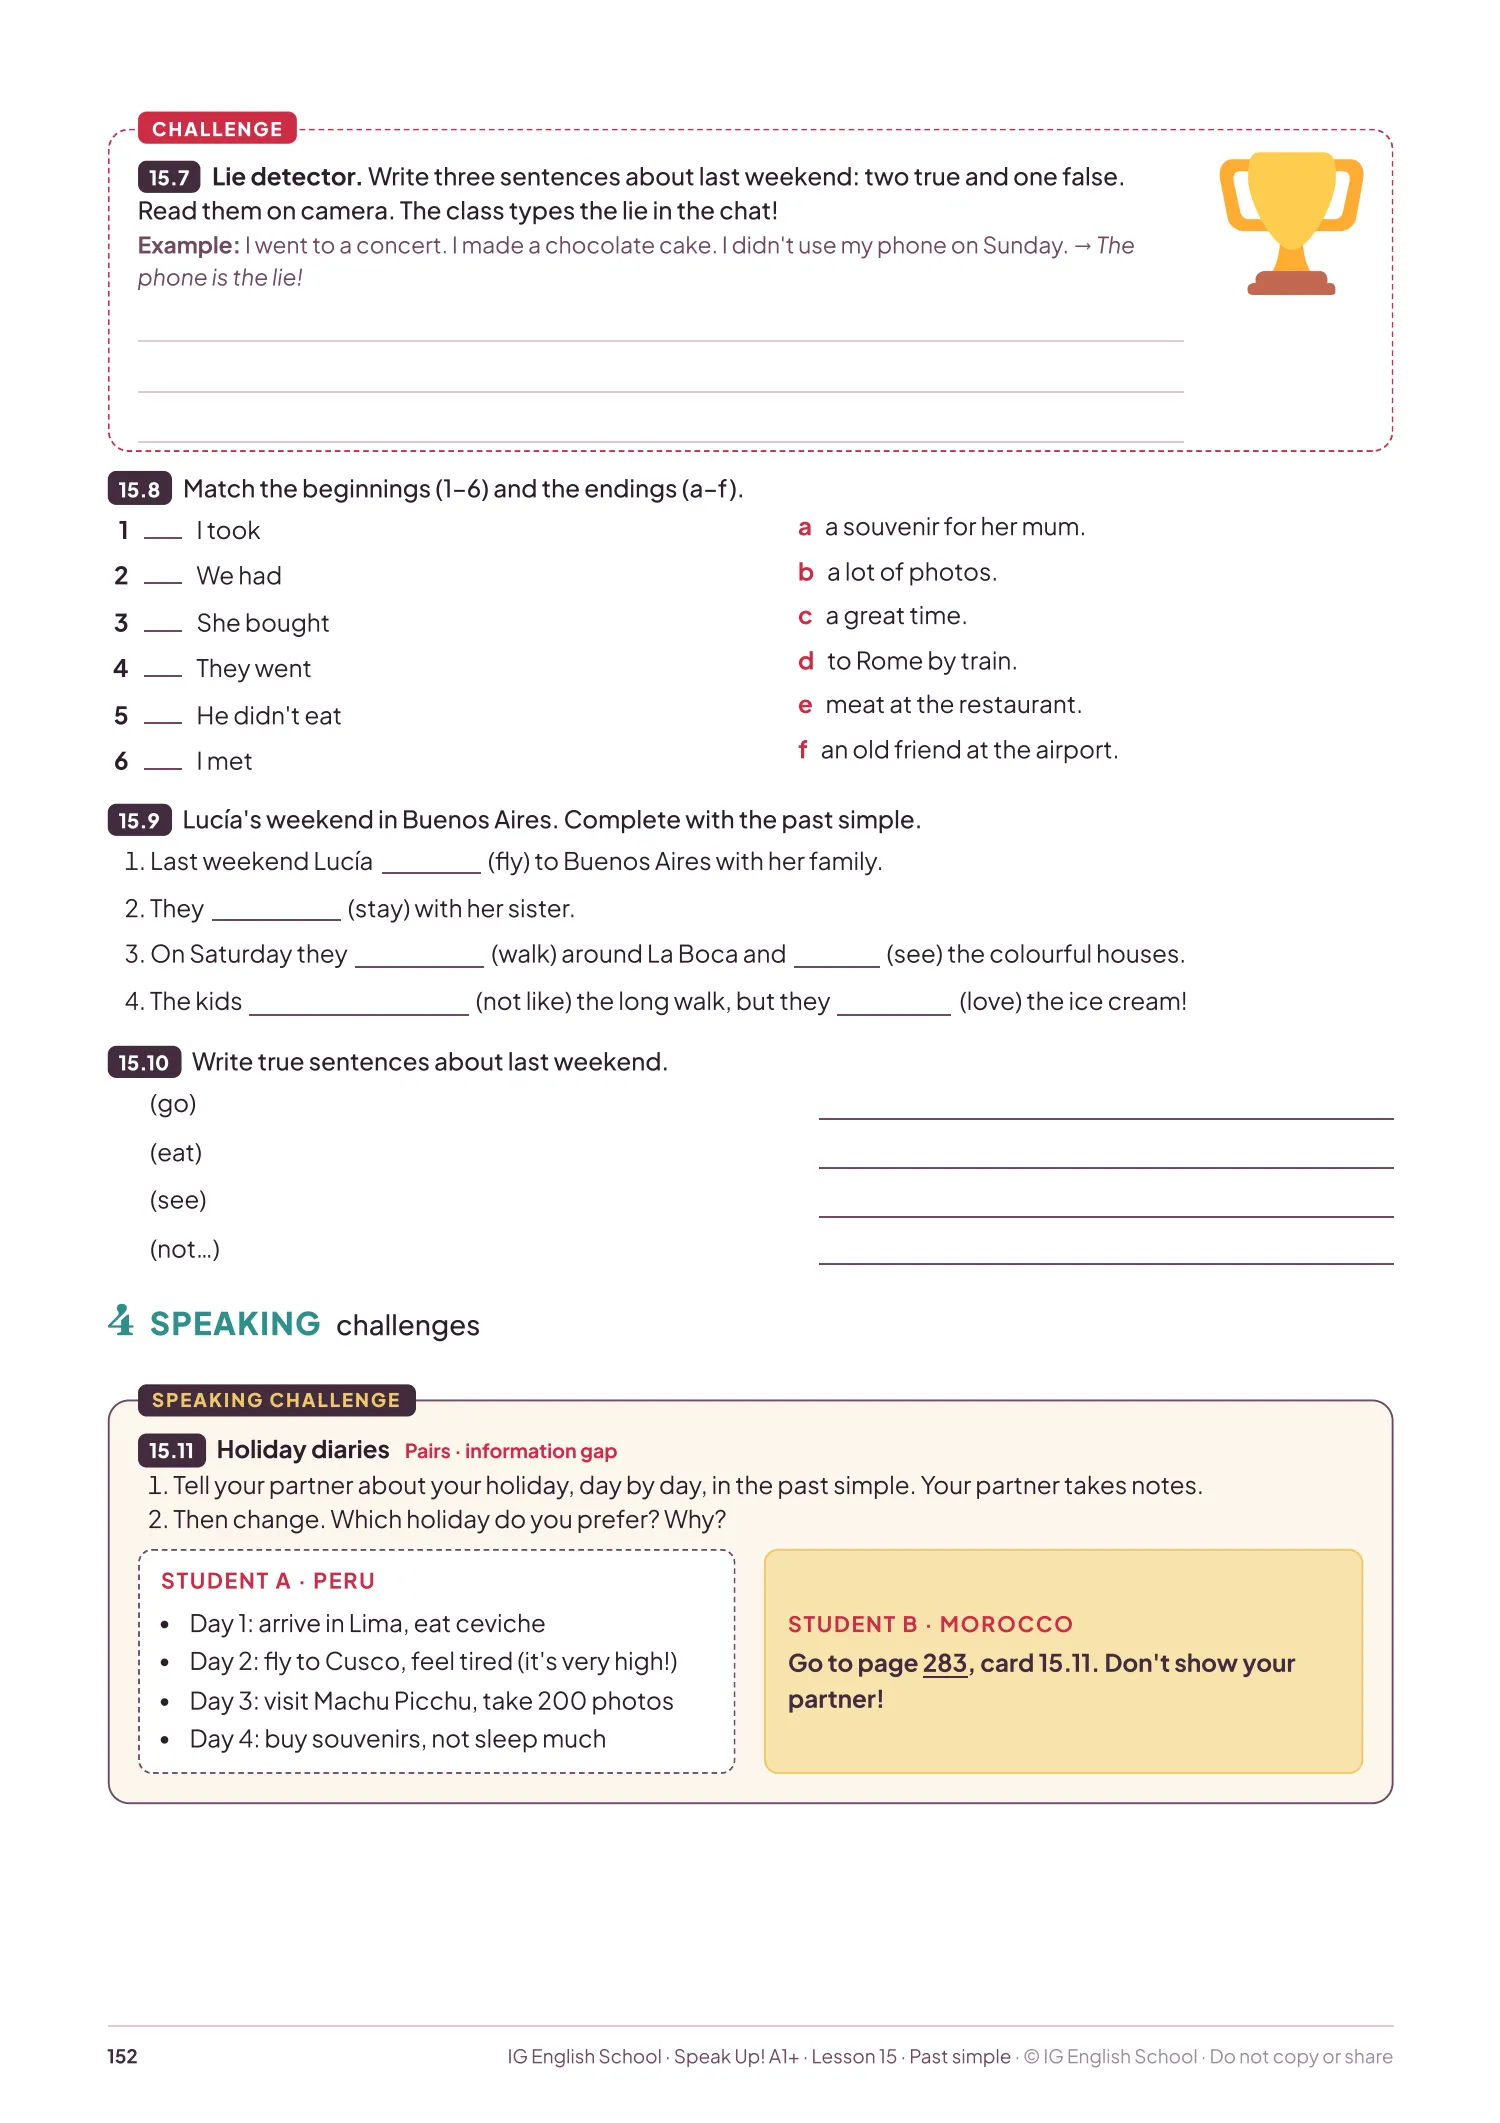 CHALLENGE
15.7 Lie detector. Write three sentences about last weekend: two true and one false.
Read them on camera. The class types the lie in the chat!
Example: I went to a concert. I made a chocolate cake. I didn't use my phone on Sunday. → The
phone is the lie!
15.8 Match the beginnings (1–6) and the endings (a–f).
1 ___ I took
2 ___ We had
3 ___ She bought
4 ___ They went
5 ___ He didn't eat
6 ___ I met
a a souvenir for her mum.
b a lot of photos.
c a great time.
d to Rome by train.
e meat at the restaurant.
f an old friend at the airport.
15.9 Lucía's weekend in Buenos Aires. Complete with the past simple.
1. Last weekend Lucía ________ (fly) to Buenos Aires with her family.
2. They __________ (stay) with her sister.
3. On Saturday they __________ (walk) around La Boca and _______ (see) the colourful houses.
4. The kids _________________ (not like) the long walk, but they _________ (love) the ice cream!
15.10 Write true sentences about last weekend.
(go)
(eat)
(see)
(not…)
4 SPEAKING challenges
SPEAKING CHALLENGE
15.11 Holiday diaries Pairs · information gap
1. Tell your partner about your holiday, day by day, in the past simple. Your partner takes notes.
2. Then change. Which holiday do you prefer? Why?
STUDENT A · PERU
• Day 1: arrive in Lima, eat ceviche
• Day 2: fly to Cusco, feel tired (it's very high!)
• Day 3: visit Machu Picchu, take 200 photos
• Day 4: buy souvenirs, not sleep much
STUDENT B · MOROCCO
Go to page 283, card 15.11. Don't show your
partner!
152
IG English School · Speak Up! A1+ · Lesson 15 · Past simple · © IG English School · Do not copy or share